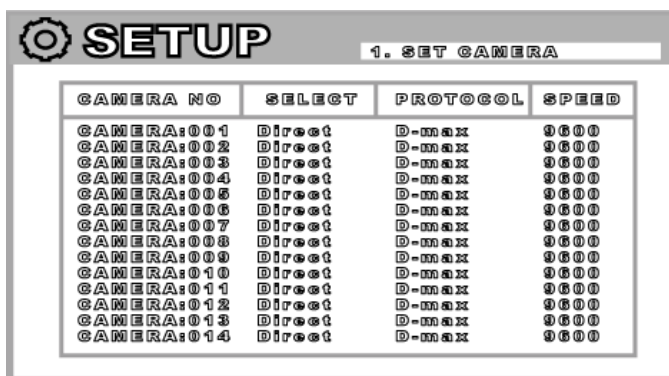 SETUP
1. SET CAMERA
CAMERA NO SELECT PROTOCOL SPEED
CAMERA:001 Direct D-max 9600
CAMERA:002 Direct D-max 9600
CAMERA:003 Direct D-max 9600
CAMERA:004 Direct D-max 9600
CAMERA:005 Direct D-max 9600
CAMERA:006 Direct D-max 9600
CAMERA:007 Direct D-max 9600
CAMERA:008 Direct D-max 9600
CAMERA:009 Direct D-max 9600
CAMERA:010 Direct D-max 9600
CAMERA:011 Direct D-max 9600
CAMERA:012 Direct D-max 9600
CAMERA:013 Direct D-max 9600
CAMERA:014 Direct D-max 9600